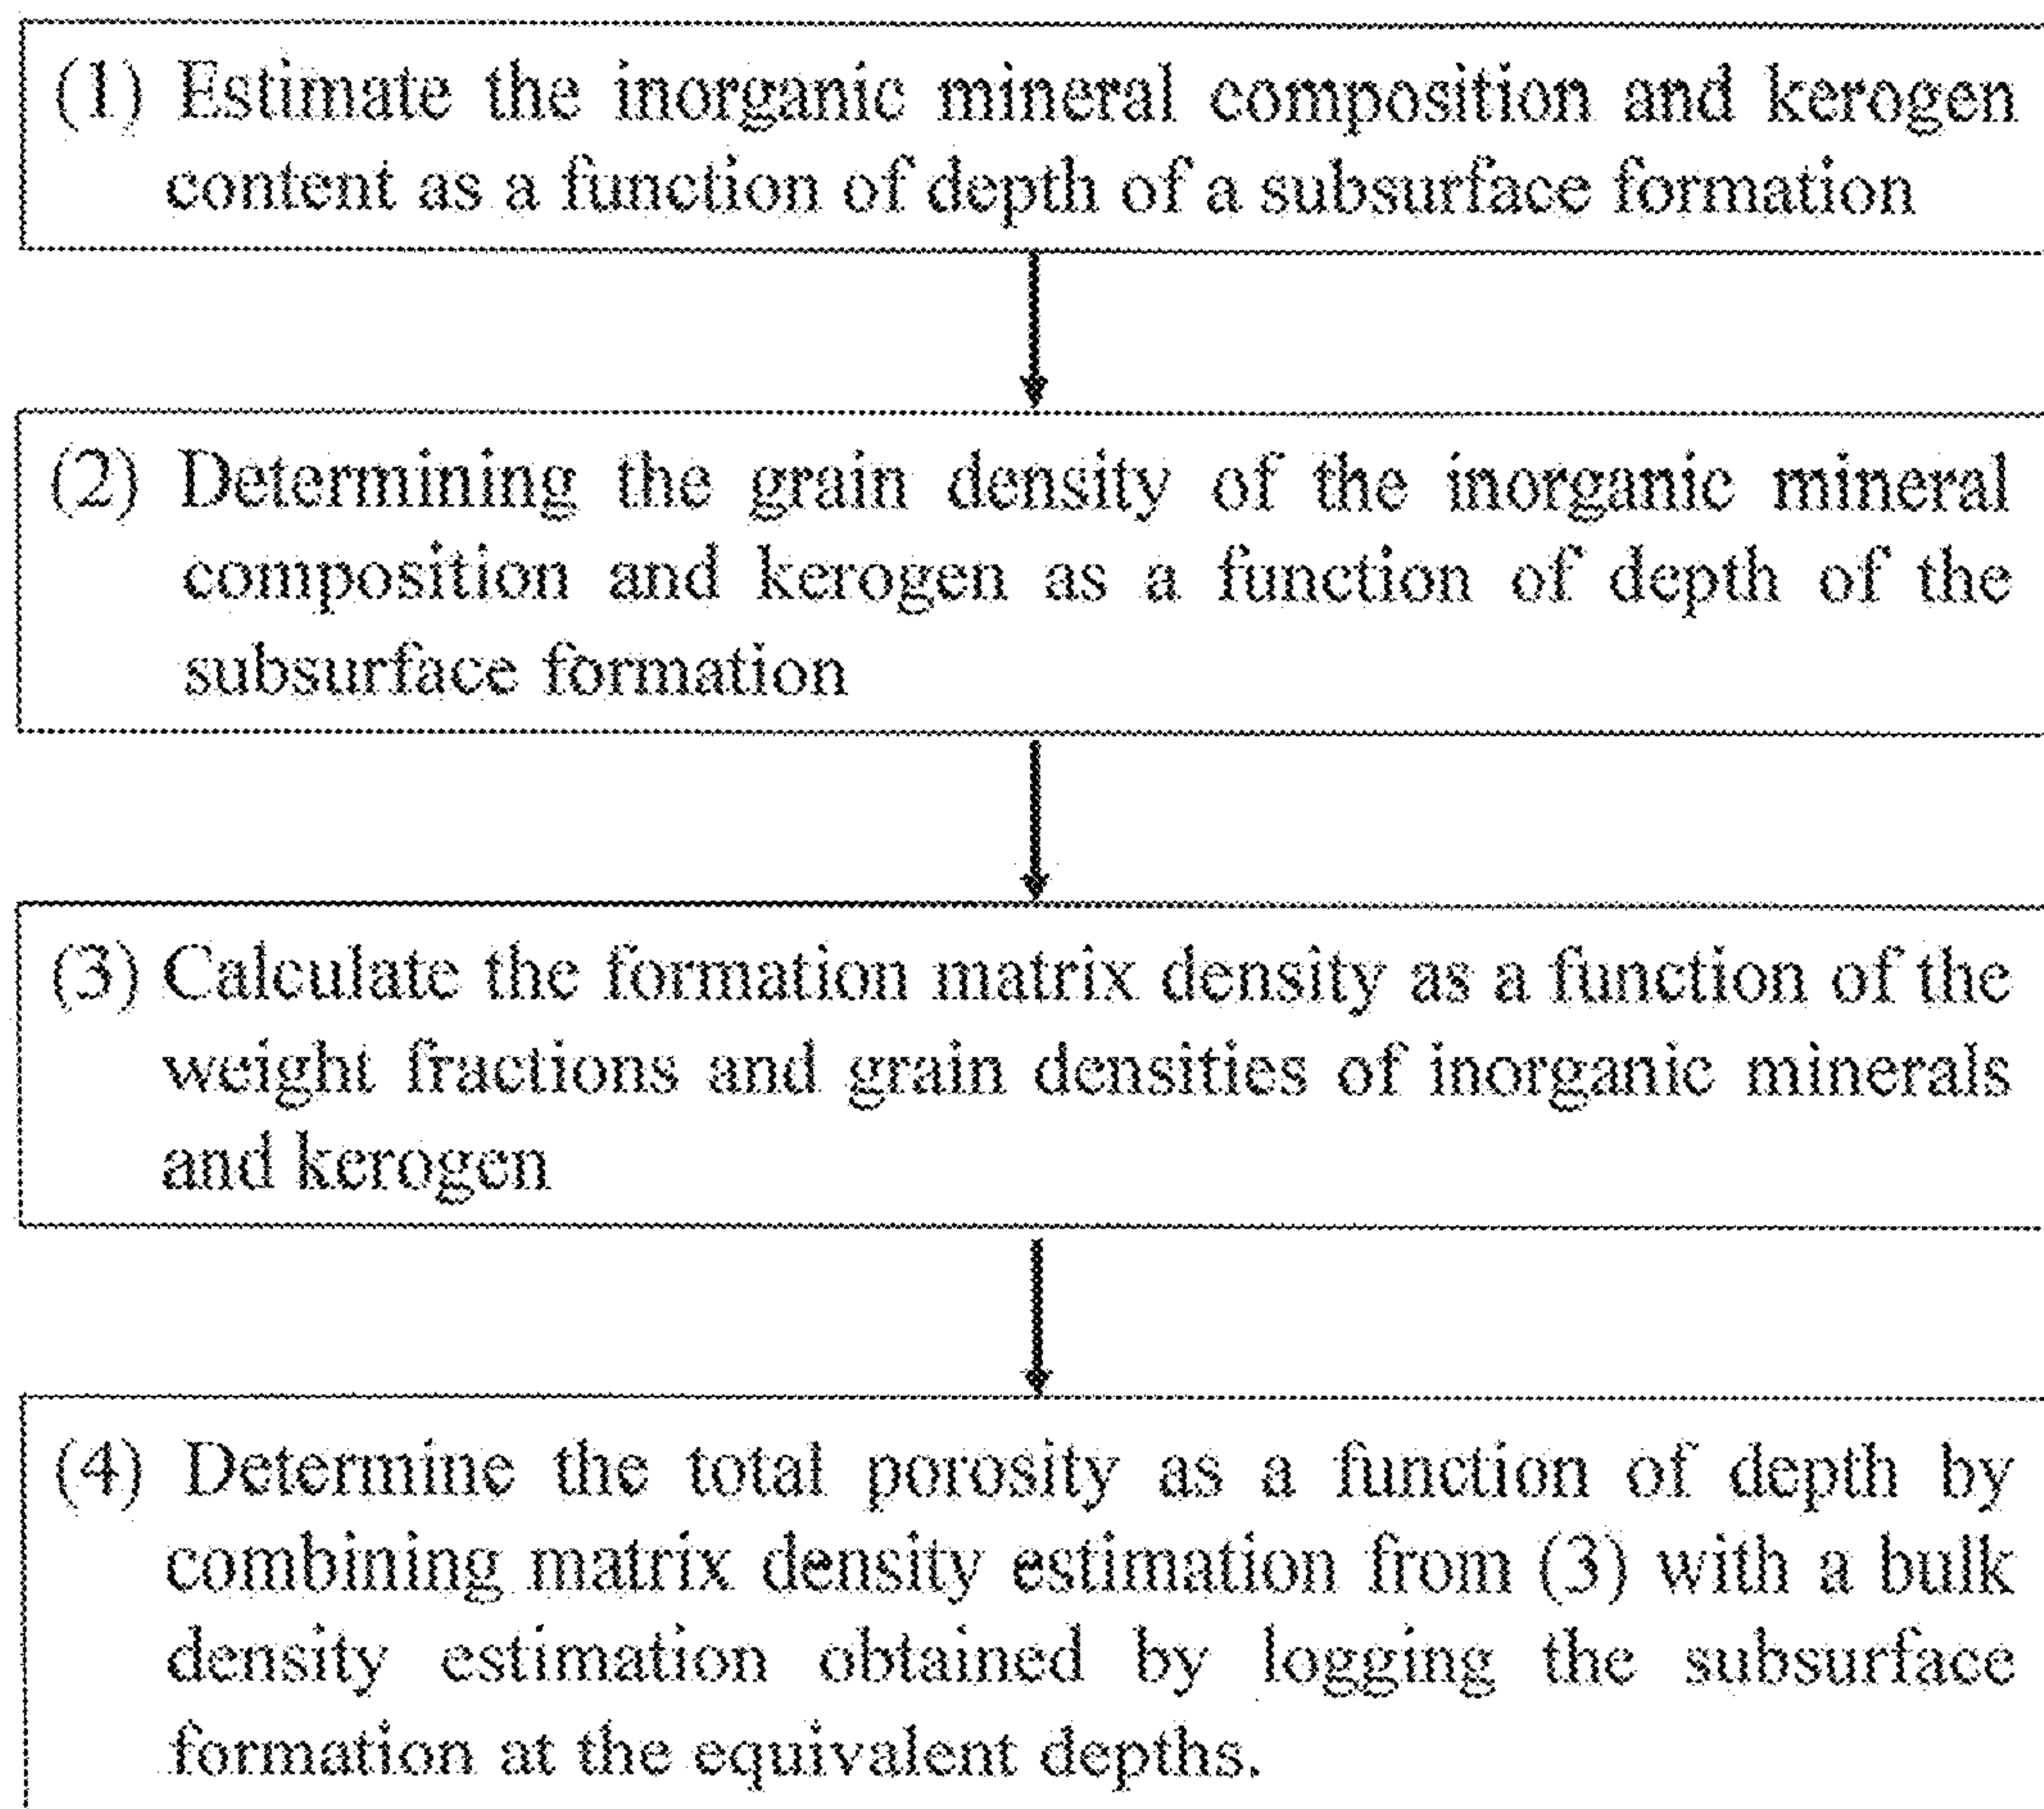 (1) Estimate the inorganic mineral composition and kerogen
content as a function of depth of a subsurface formation
(2) Determining the grain density of the inorganic mineral
composition and kerogen as a function of depth of the
subsurface formation
(3) Calculate the formation matrix density as a function of the
weight fractions and grain densities of inorganic minerals
and kerogen
(4) Determine the total porosity as a function of depth by
combining matrix density estimation from (3) with a bulk
density estimation obtained by logging the subsurface
formation at the equivalent depths.